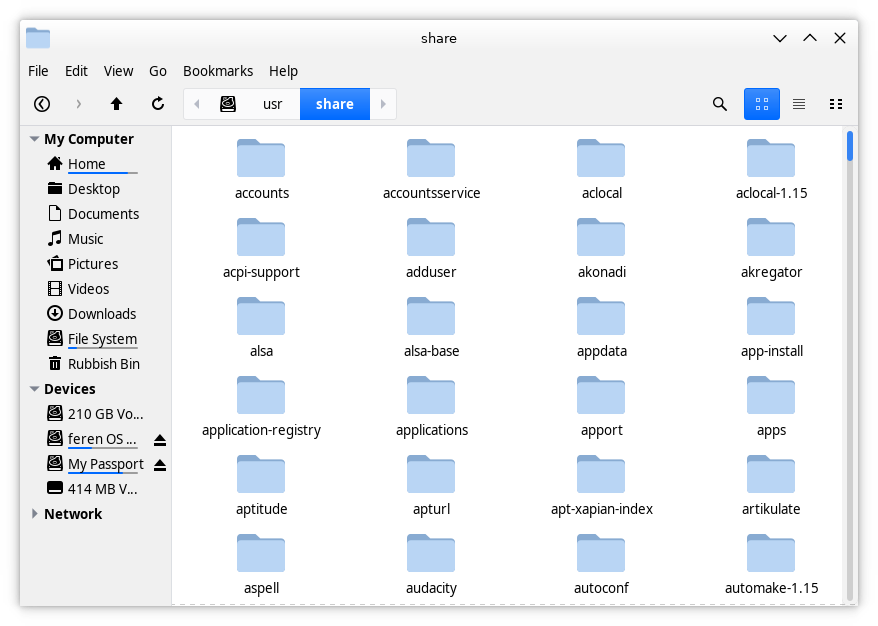 share
File Edit View Go Bookmarks Help
usr share
My Computer
Home
Desktop
Documents
Music
Pictures
Videos
Downloads
File System
Rubbish Bin
Devices
210 GB Vo...
feren OS ...
My Passport
414 MB V...
Network
accounts accountsservice aclocal aclocal-1.15
acpi-support adduser akonadi akregator
alsa alsa-base appdata app-install
application-registry applications apport apps
aptitude apturl apt-xapian-index artikulate
aspell audacity autoconf automake-1.15